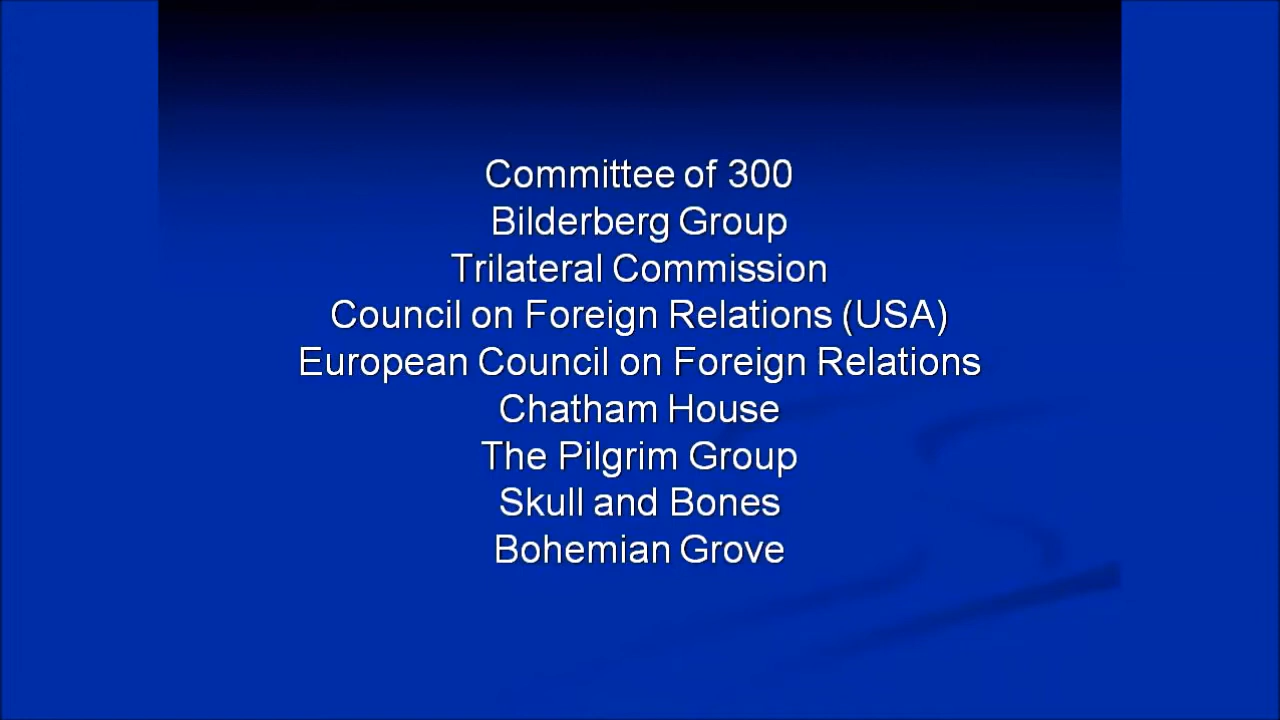 Committee of 300
Bilderberg Group
Trilateral Commission
Council on Foreign Relations (USA)
European Council on Foreign Relations
Chatham House
The Pilgrim Group
Skull and Bones
Bohemian Grove